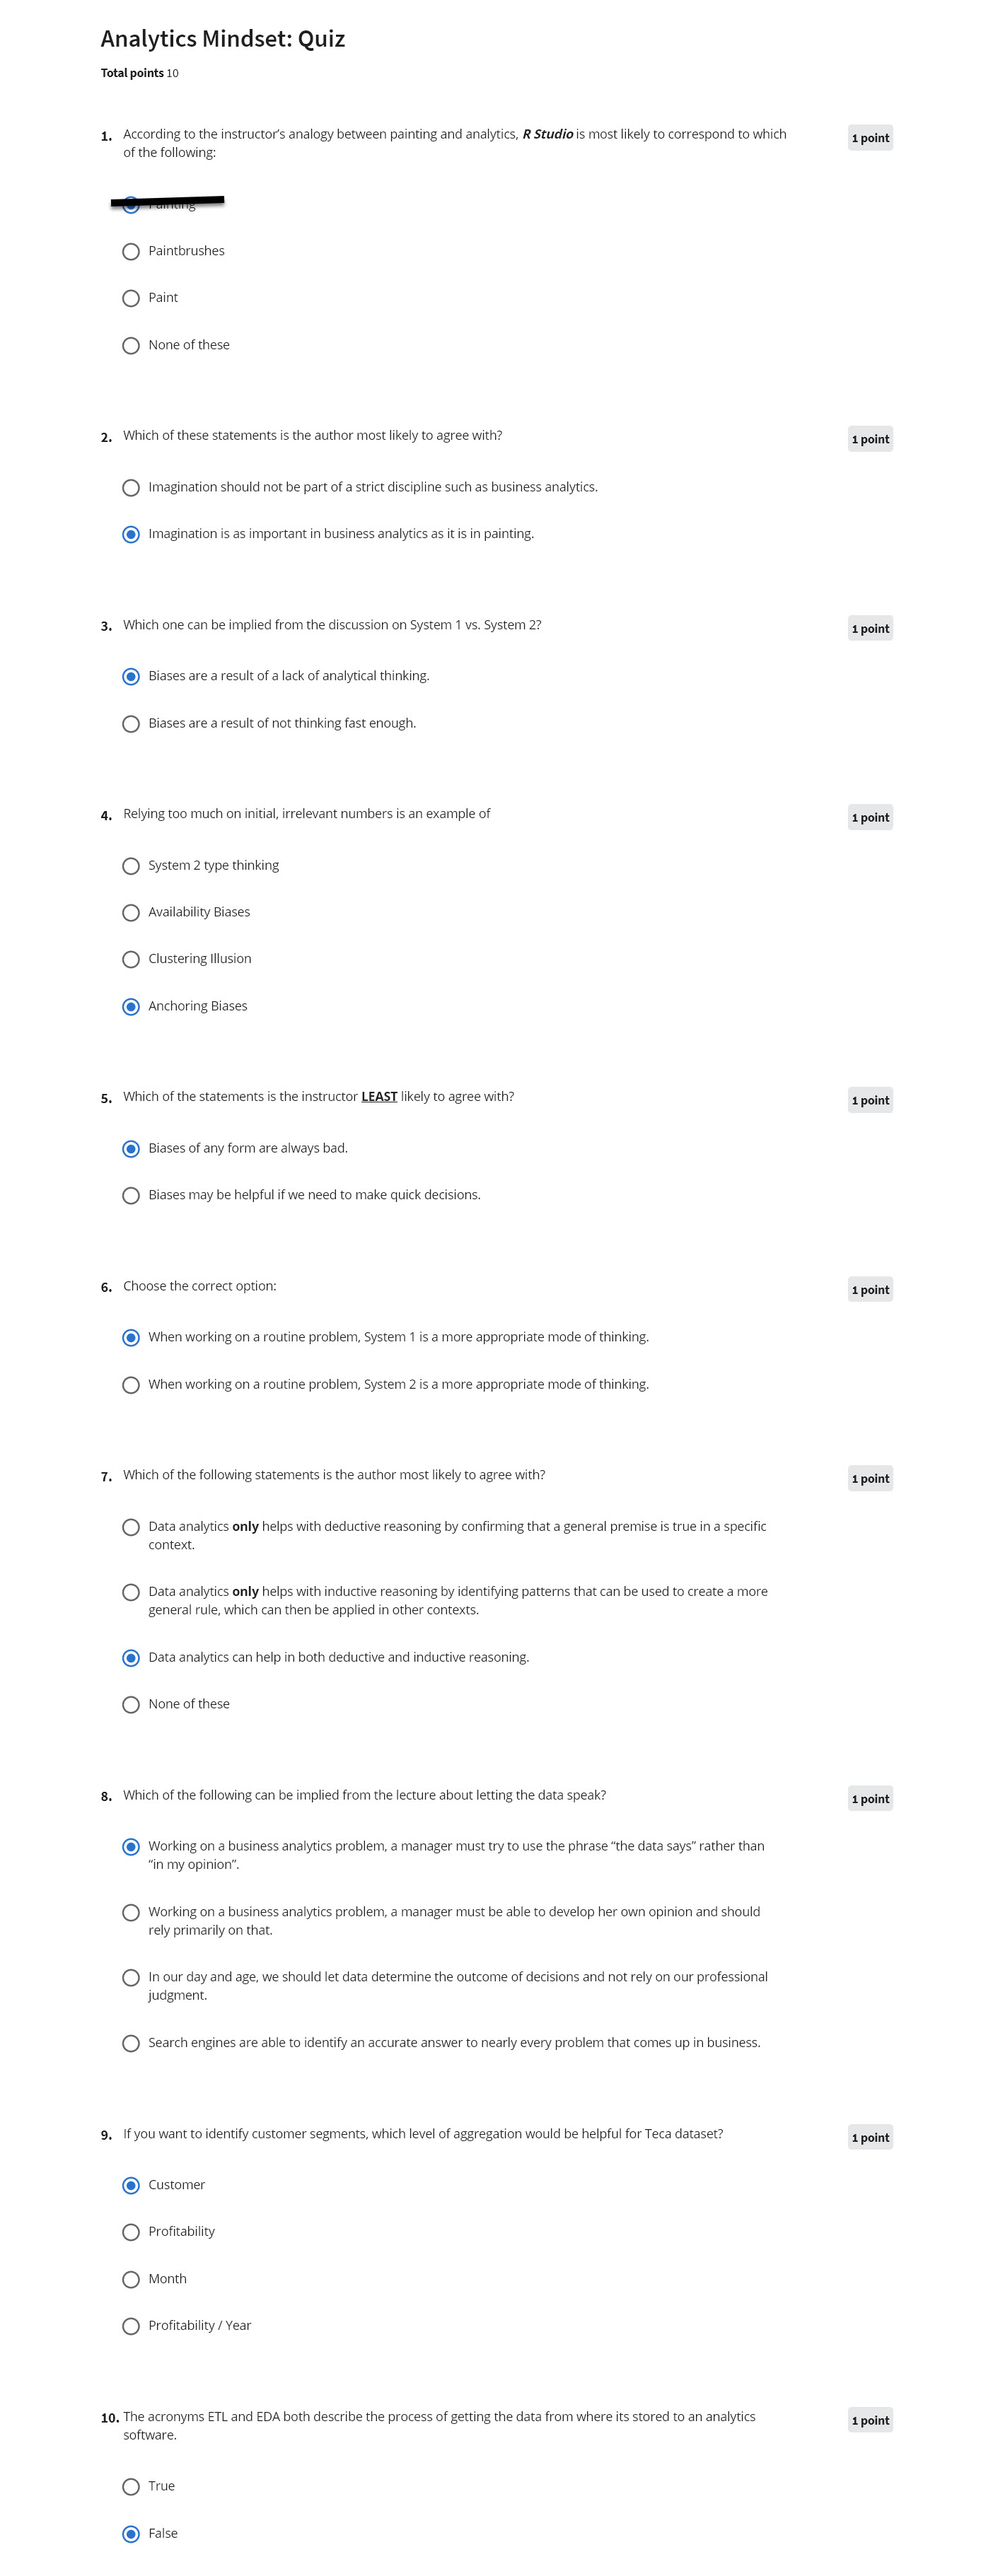 Analytics Mindset: Quiz
Total points 10
1. According to the instructor's analogy between painting and analytics, R Studio is most likely to correspond to which
of the following:
1 point
Painting
Paintbrushes
Paint
None of these
2. Which of these statements is the author most likely to agree with?
1 point
Imagination should not be part of a strict discipline such as business analytics.
Imagination is as important in business analytics as it is in painting.
3. Which one can be implied from the discussion on System 1 vs. System 2?
1 point
Biases are a result of a lack of analytical thinking.
Biases are a result of not thinking fast enough.
4. Relying too much on initial, irrelevant numbers is an example of
1 point
System 2 type thinking
Availability Biases
Clustering Illusion
Anchoring Biases
5. Which of the statements is the instructor LEAST likely to agree with?
1 point
Biases of any form are always bad.
Biases may be helpful if we need to make quick decisions.
6. Choose the correct option:
1 point
When working on a routine problem, System 1 is a more appropriate mode of thinking.
When working on a routine problem, System 2 is a more appropriate mode of thinking.
7. Which of the following statements is the author most likely to agree with?
1 point
Data analytics only helps with deductive reasoning by confirming that a general premise is true in a specific
context.
Data analytics only helps with inductive reasoning by identifying patterns that can be used to create a more
general rule, which can then be applied in other contexts.
Data analytics can help in both deductive and inductive reasoning.
None of these
8. Which of the following can be implied from the lecture about letting the data speak?
1 point
Working on a business analytics problem, a manager must try to use the phrase “the data says” rather than
“in my opinion”.
Working on a business analytics problem, a manager must be able to develop her own opinion and should
rely primarily on that.
In our day and age, we should let data determine the outcome of decisions and not rely on our professional
judgment.
Search engines are able to identify an accurate answer to nearly every problem that comes up in business.
9. If you want to identify customer segments, which level of aggregation would be helpful for Teca dataset?
1 point
Customer
Profitability
Month
Profitability / Year
10. The acronyms ETL and EDA both describe the process of getting the data from where its stored to an analytics
software.
1 point
True
False